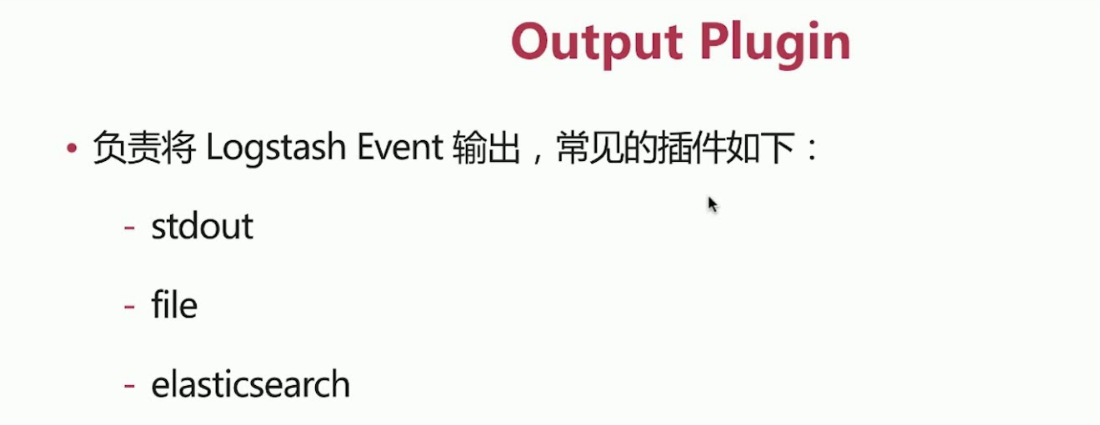 Output Plugin
• 负责将 Logstash Event 输出，常见的插件如下：
- stdout
- file
- elasticsearch